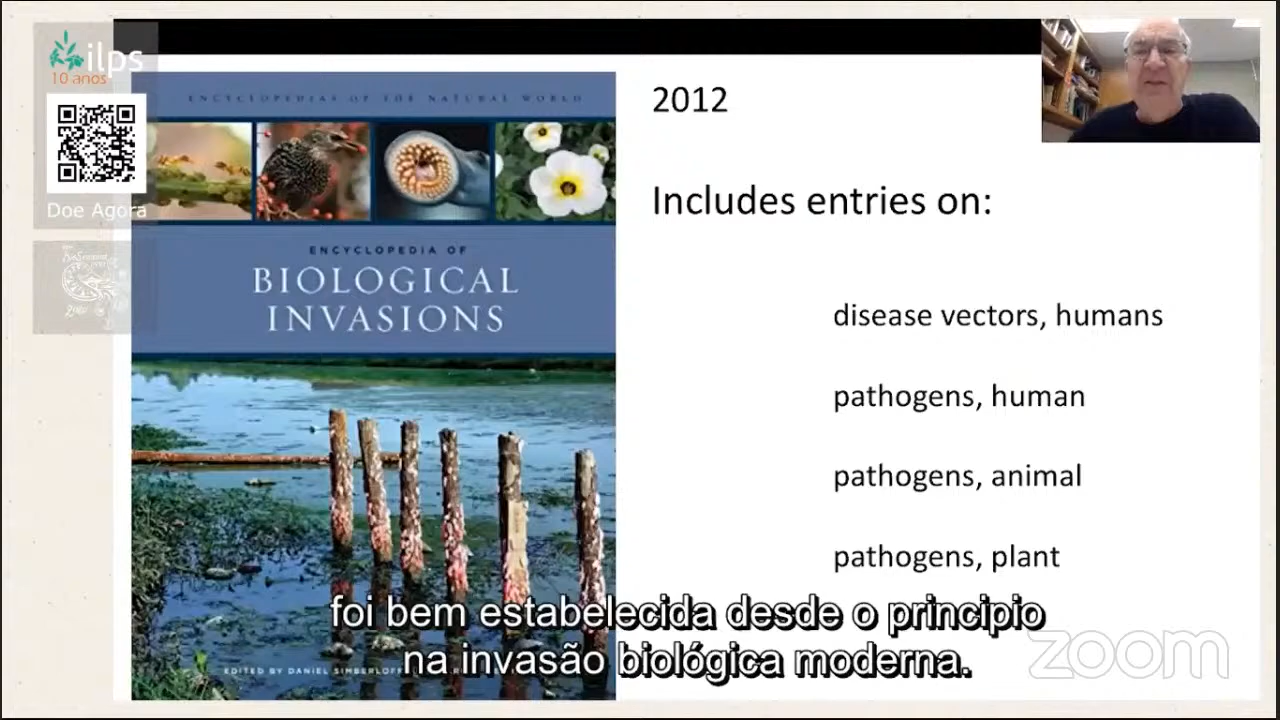 ilps
10 anos
Doe Agora
ENCYCLOPEDIAS OF THE NATURAL WORLD
ENCYCLOPEDIA OF
BIOLOGICAL
INVASIONS
EDITED BY DANIEL SIMBERLOFF
2012
Includes entries on:
disease vectors, humans
pathogens, human
pathogens, animal
pathogens, plant
foi bem estabelecida desde o principio
na invasão biológica moderna.
zoom